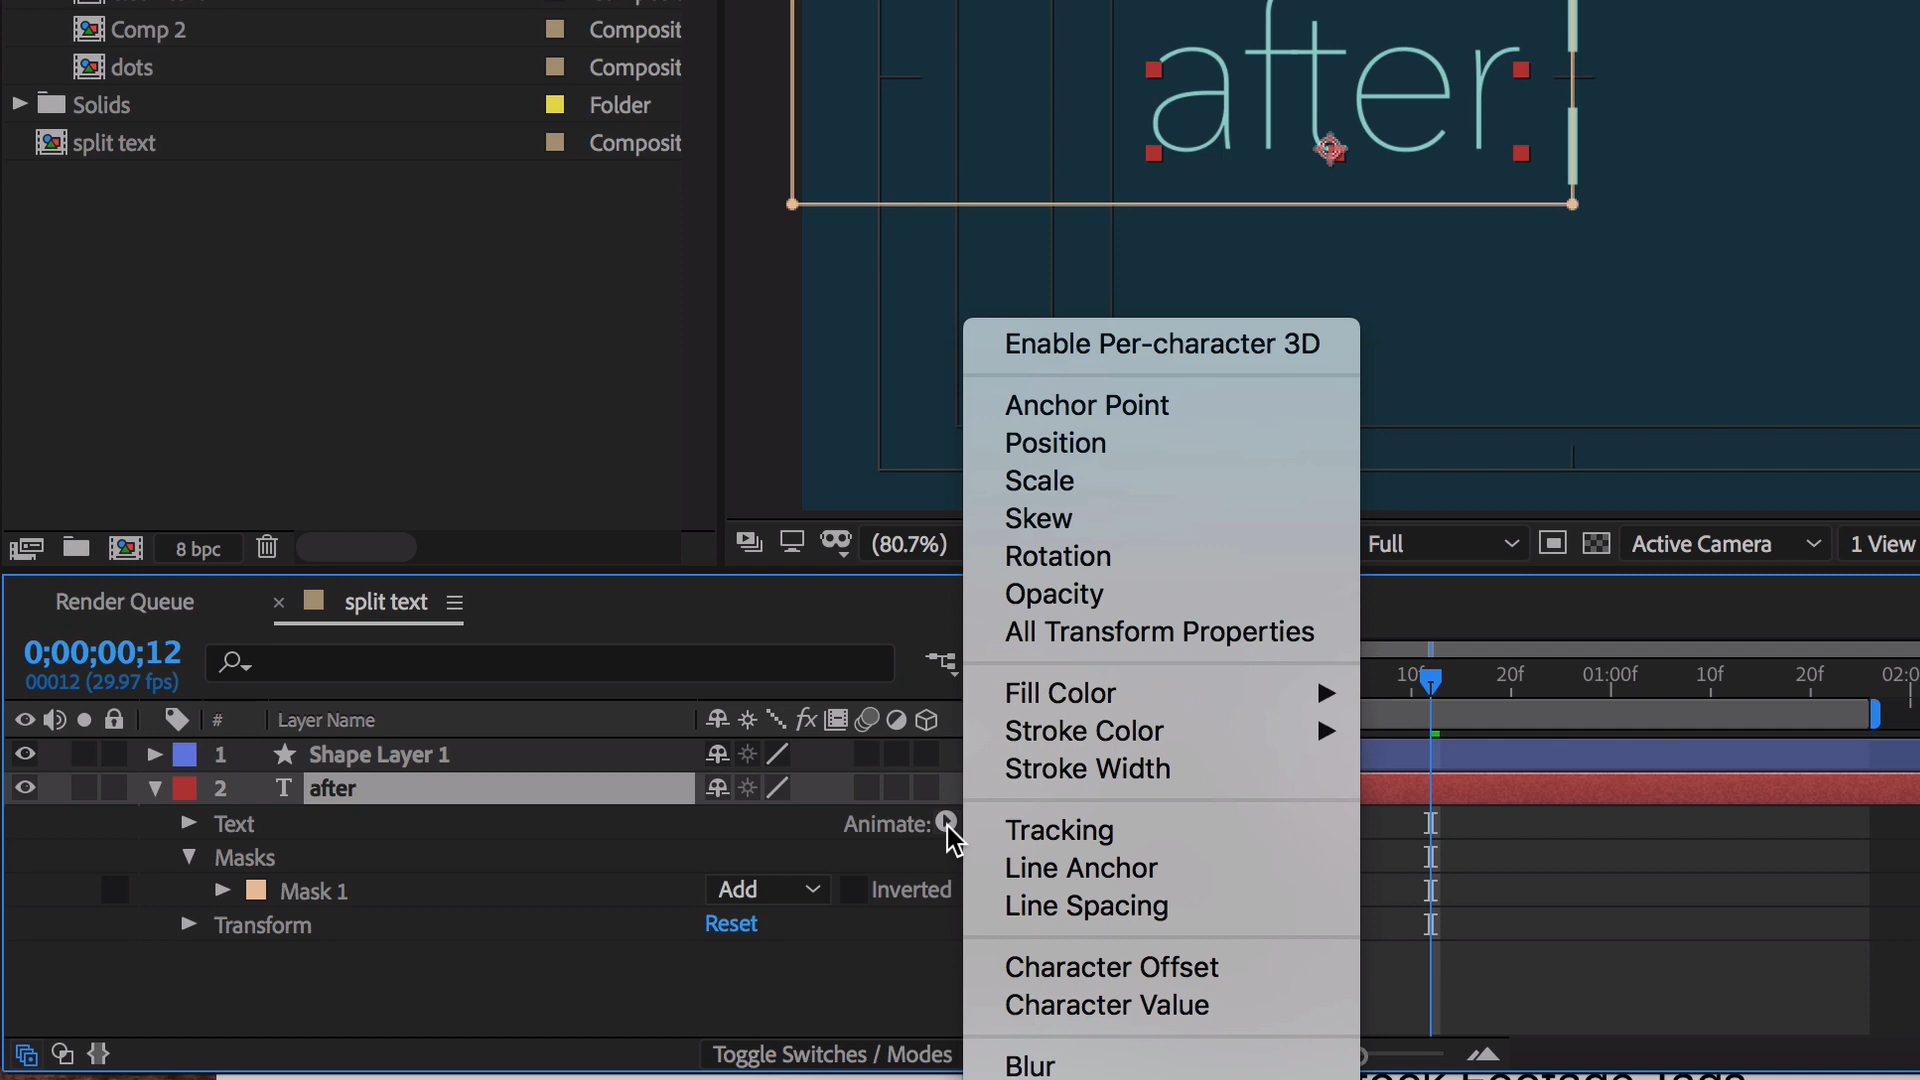 Comp 2
Composit
dots
Composit
Solids
Folder
split text
Composit
after
8 bpc
(80.7%)
Full
Active Camera
1 View
Enable Per-character 3D
Anchor Point
Position
Scale
Skew
Rotation
Opacity
All Transform Properties
Fill Color
Stroke Color
Stroke Width
Tracking
Line Anchor
Line Spacing
Character Offset
Character Value
Blur
Render Queue
× split text
0;00;00;12
00012 (29.97 fps)
10f 20f 01:00f 10f 20f 02:0
# Layer Name
fx
1 Shape Layer 1
2 T after
Text
Animate:
Masks
Mask 1
Add
Inverted
Transform
Reset
Toggle Switches / Modes